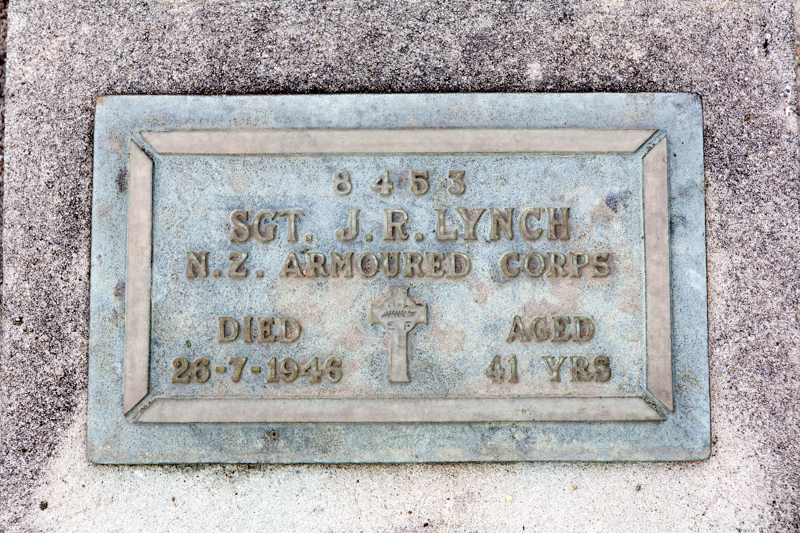 8453
SGT. J.R. LYNCH
N.Z. ARMOURED CORPS
DIED AGED
26-7-1946 41 YRS